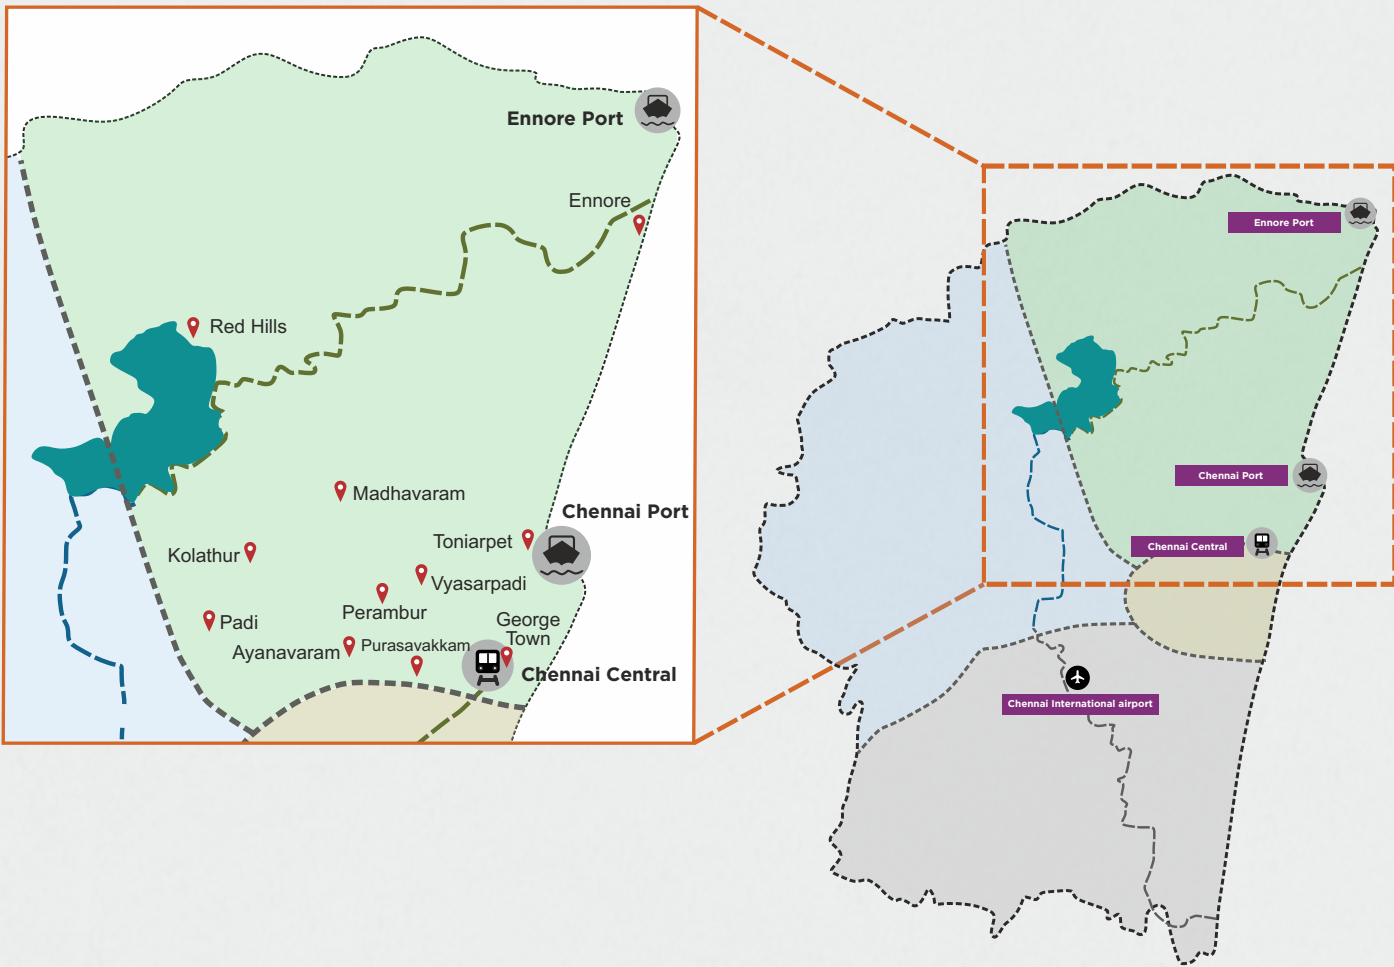 Ennore Port
Ennore
Red Hills
Madhavaram
Chennai Port
Toniarpet
Kolathur
Vyasarpadi
Perambur
George
Town
Padi
Ayanavaram
Purasavakkam
Chennai Central
Ennore Port
Chennai Port
Chennai Central
Chennai International airport